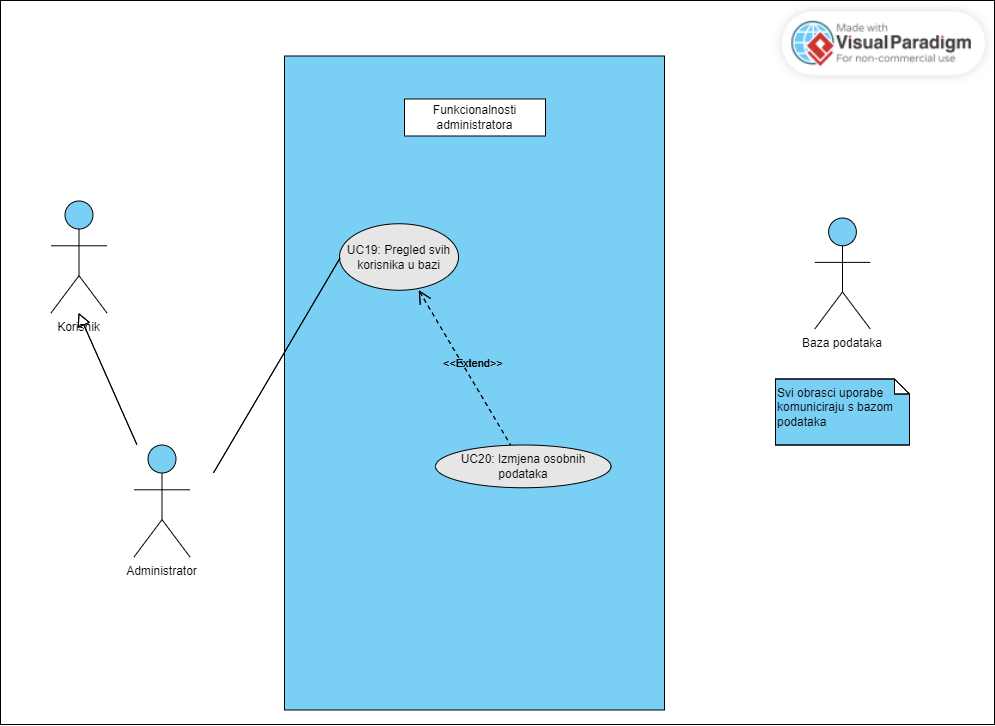 Made with
Visual Paradigm
For non-commercial use
Funkcionalnosti
administratora
UC19: Pregled svih
korisnika u bazi
Korisnik
Baza podataka
<<Extend>>
Svi obrasci uporabe
komuniciraju s bazom
podataka
UC20: Izmjena osobnih
podataka
Administrator